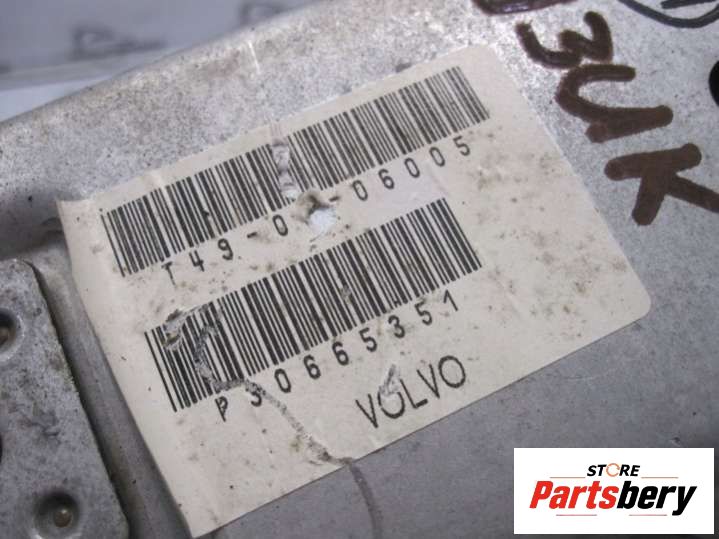 3UK
T49-0 -06005
P30665351
VOLVO
STORE
Partsbery